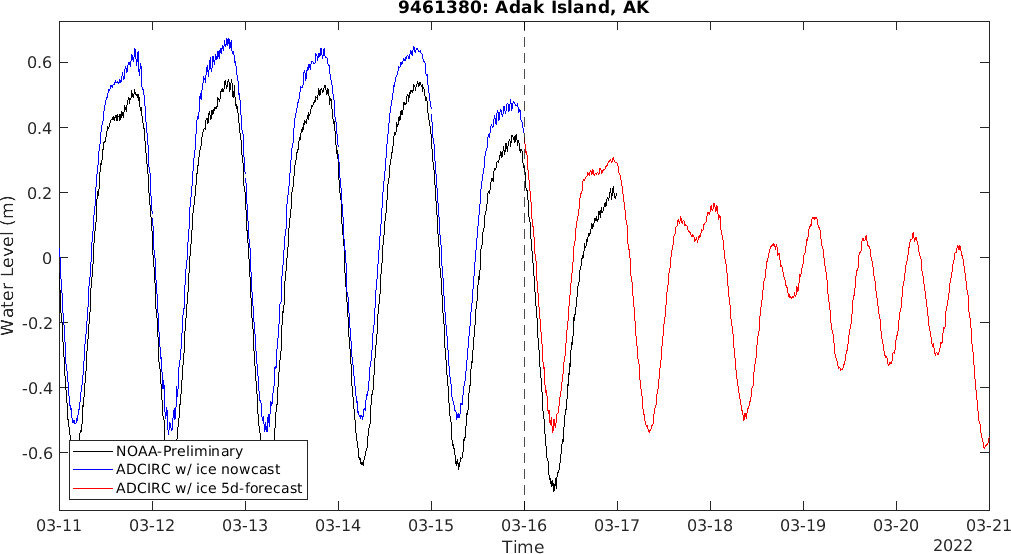 9461380: Adak Island, AK
0.6
0.4
0.2
0
-0.2
-0.4
-0.6
Water Level (m)
NOAA-Preliminary
ADCIRC w/ ice nowcast
ADCIRC w/ ice 5d-forecast
03-11 03-12 03-13 03-14 03-15 03-16 03-17 03-18 03-19 03-20 03-21
Time
2022